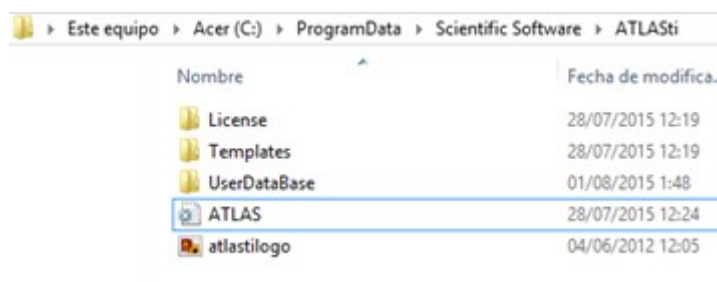 Este equipo ▸ Acer (C:) ▸ ProgramData ▸ Scientific Software ▸ ATLASti
Nombre Fecha de modifica...
License 28/07/2015 12:19
Templates 28/07/2015 12:19
UserDataBase 01/08/2015 1:48
ATLAS 28/07/2015 12:24
atlastilogo 04/06/2012 12:05